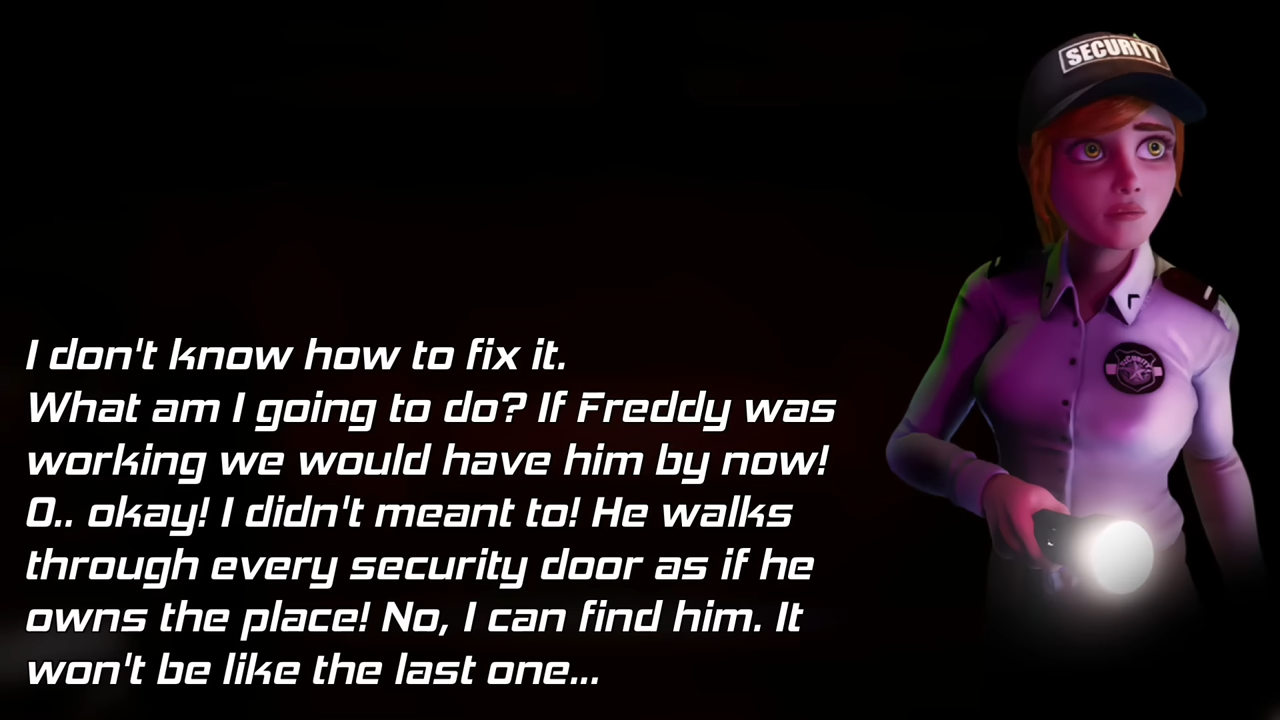 SECURITY
I don't know how to fix it.
What am I going to do? If Freddy was
working we would have him by now!
O.. okay! I didn't meant to! He walks
through every security door as if he
owns the place! No, I can find him. It
won't be like the last one...
SECURITY